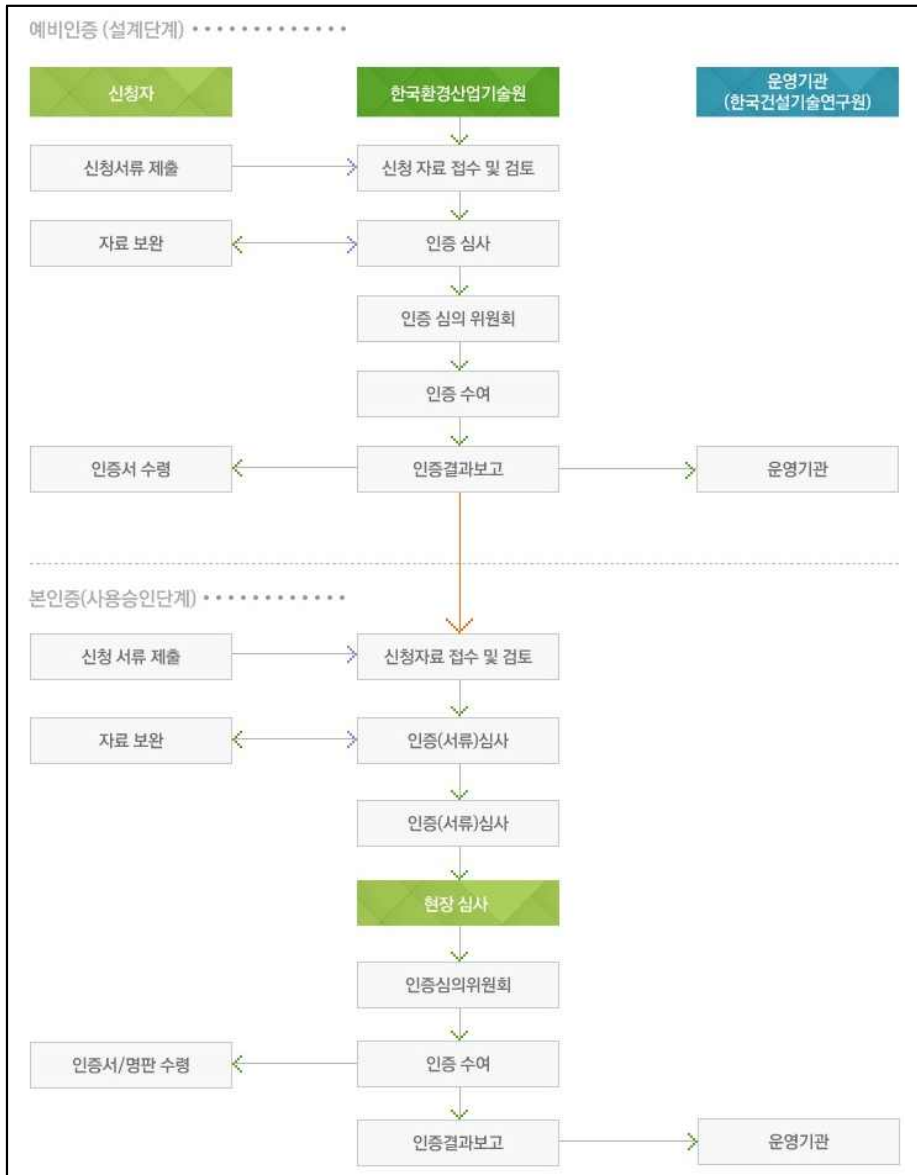 예비인증 (설계단계)
신청자
한국환경산업기술원
운영기관
(한국건설기술연구원)
신청서류 제출
신청 자료 접수 및 검토
자료 보완
인증 심사
인증 심의 위원회
인증 수여
인증서 수령
인증결과보고
운영기관
본인증(사용승인단계)
신청 서류 제출
신청자료 접수 및 검토
자료 보완
인증(서류)심사
인증(서류)심사
현장 심사
인증심의위원회
인증서/명판 수령
인증 수여
인증결과보고
운영기관